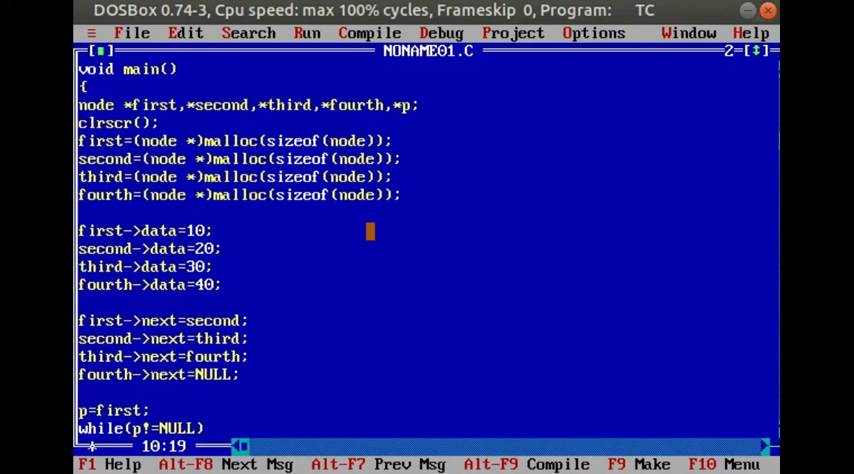 DOSBox 0.74-3, Cpu speed: max 100% cycles, Frameskip 0, Program: TC
≡ File Edit Search Run Compile Debug Project Options Window Help
[■] NONAME01.C 2=[↕]
void main()
{
node *first,*second,*third,*fourth,*p;
clrscr();
first=(node *)malloc(sizeof(node));
second=(node *)malloc(sizeof(node));
third=(node *)malloc(sizeof(node));
fourth=(node *)malloc(sizeof(node));
first->data=10;
second->data=20;
third->data=30;
fourth->data=40;
first->next=second;
second->next=third;
third->next=fourth;
fourth->next=NULL;
p=first;
while(p!=NULL)
* 10:19
F1 Help Alt-F8 Next Msg Alt-F7 Prev Msg Alt-F9 Compile F9 Make F10 Menu